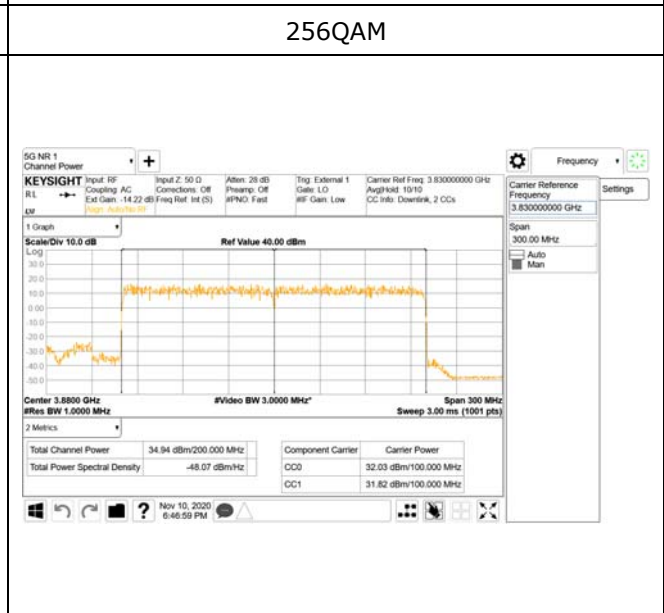 256QAM
5G NR 1
Channel Power
+
Frequency
KEYSIGHT
RL
Input: RF
Coupling: AC
Ext Gain: -14.22 dB
Align: Auto/No RF
Input Z: 50 Ω
Corrections: Off
Freq Ref: Int (S)
Atten: 28 dB
Preamp: Off
#PNO: Fast
Trig: External 1
Gate: LO
#IF Gain: Low
Carrier Ref Freq: 3.830000000 GHz
Avg|Hold: 10/10
CC Info: Downlink, 2 CCs
Carrier Reference
Frequency
3.830000000 GHz
Settings
Span
300.00 MHz
Auto
Man
1 Graph
Scale/Div 10.0 dB
Ref Value 40.00 dBm
Log
30.0
20.0
10.0
0.00
-10.0
-20.0
-30.0
-40.0
-50.0
Center 3.8800 GHz
#Video BW 3.0000 MHz*
Span 300 MHz
#Res BW 1.0000 MHz
Sweep 3.00 ms (1001 pts)
2 Metrics
Total Channel Power 34.94 dBm/200.000 MHz
Total Power Spectral Density -48.07 dBm/Hz
Component Carrier Carrier Power
CC0 32.03 dBm/100.000 MHz
CC1 31.82 dBm/100.000 MHz
?
Nov 10, 2020
6:46:59 PM